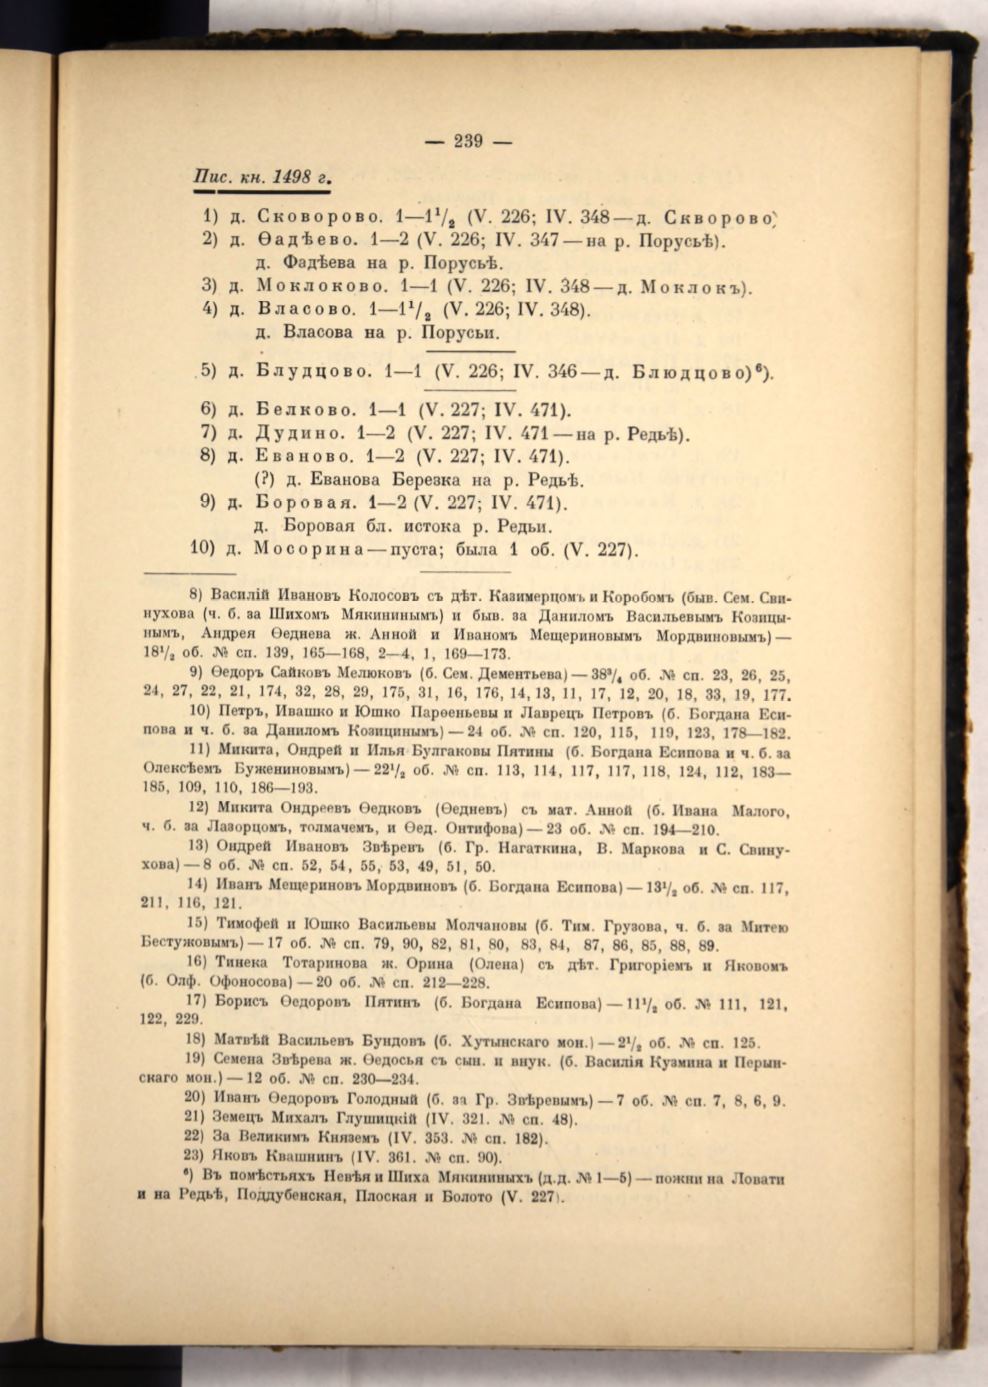 — 239 —
Пис. кн. 1498 г.
1) д. Сковорово. 1—1¹/₂ (V. 226; IV. 348—д. Скворово)
2) д. Ѳадѣево. 1—2 (V. 226; IV. 347—на р. Порусьѣ).
д. Фадѣева на р. Порусьѣ.
3) д. Моклоково. 1—1 (V. 226; IV. 348—д. Моклокъ).
4) д. Власово. 1—1¹/₂ (V. 226; IV. 348).
д. Власова на р. Порусьи.
5) д. Блудцово. 1—1 (V. 226; IV. 346—д. Блюдцово)⁶).
6) д. Белково. 1—1 (V. 227; IV. 471).
7) д. Дудино. 1—2 (V. 227; IV. 471—на р. Редьѣ).
8) д. Еваново. 1—2 (V. 227; IV. 471).
(?) д. Еванова Березка на р. Редьѣ.
9) д. Боровая. 1—2 (V. 227; IV. 471).
д. Боровая бл. истока р. Редьи.
10) д. Мосорина—пуста; была 1 об. (V. 227).
8) Василій Ивановъ Колосовъ съ дѣт. Казимерцомъ и Коробомъ (быв. Сем. Сви-
нухова (ч. б. за Шихомъ Мякининымъ) и быв. за Даниломъ Васильевымъ Козицы-
нымъ, Андрея Ѳеднева ж. Анной и Иваномъ Мещериновымъ Мордвиновымъ)—
18¹/₂ об. № сп. 139, 165—168, 2—4, 1, 169—173.
9) Ѳедоръ Сайковъ Мелюковъ (б. Сем. Дементьева)—38³/₄ об. № сп. 23, 26, 25,
24, 27, 22, 21, 174, 32, 28, 29, 175, 31, 16, 176, 14, 13, 11, 17, 12, 20, 18, 33, 19, 177.
10) Петръ, Ивашко и Юшко Парѳеньевы и Лаврецъ Петровъ (б. Богдана Еси-
пова и ч. б. за Даниломъ Козицинымъ)—24 об. № сп. 120, 115, 119, 123, 178—182.
11) Микита, Ондрей и Илья Булгаковы Пятины (б. Богдана Есипова и ч. б. за
Олексѣемъ Бужениновымъ)—22¹/₂ об. № сп. 113, 114, 117, 117, 118, 124, 112, 183—
185, 109, 110, 186—193.
12) Микита Ондреевъ Ѳедковъ (Ѳедневъ) съ мат. Анной (б. Ивана Малого,
ч. б. за Лазорцомъ, толмачемъ, и Ѳед. Онтифова)—23 об. № сп. 194—210.
13) Ондрей Ивановъ Звѣревъ (б. Гр. Нагаткина, В. Маркова и С. Свину-
хова)—8 об. № сп. 52, 54, 55, 53, 49, 51, 50.
14) Иванъ Мещериновъ Мордвиновъ (б. Богдана Есипова)—13¹/₂ об. № сп. 117,
211, 116, 121.
15) Тимофей и Юшко Васильевы Молчановы (б. Тим. Грузова, ч. б. за Митею
Бестужовымъ)—17 об. № сп. 79, 90, 82, 81, 80, 83, 84, 87, 86, 85, 88, 89.
16) Тинека Тотаринова ж. Орина (Олена) съ дѣт. Григоріемъ и Яковомъ
(б. Олф. Офоносова)—20 об. № сп. 212—228.
17) Борисъ Ѳедоровъ Пятинъ (б. Богдана Есипова)—11¹/₂ об. № 111, 121,
122, 229.
18) Матвѣй Васильевъ Бундовъ (б. Хутынскаго мон.)—2¹/₂ об. № сп. 125.
19) Семена Звѣрева ж. Ѳедосья съ сын. и внук. (б. Василія Кузмина и Перын-
скаго мон.)—12 об. № сп. 230—234.
20) Иванъ Ѳедоровъ Голодный (б. за Гр. Звѣревымъ)—7 об. № сп. 7, 8, 6, 9.
21) Земецъ Михалъ Глушицкій (IV. 321. № сп. 48).
22) За Великимъ Княземъ (IV. 353. № сп. 182).
23) Яковъ Квашнинъ (IV. 361. № сп. 90).
⁶) Въ помѣстьяхъ Невѣя и Шиха Мякининыхъ (д.д. № 1—5)—пожни на Ловати
и на Редьѣ, Поддубенская, Плоская и Болото (V. 227).